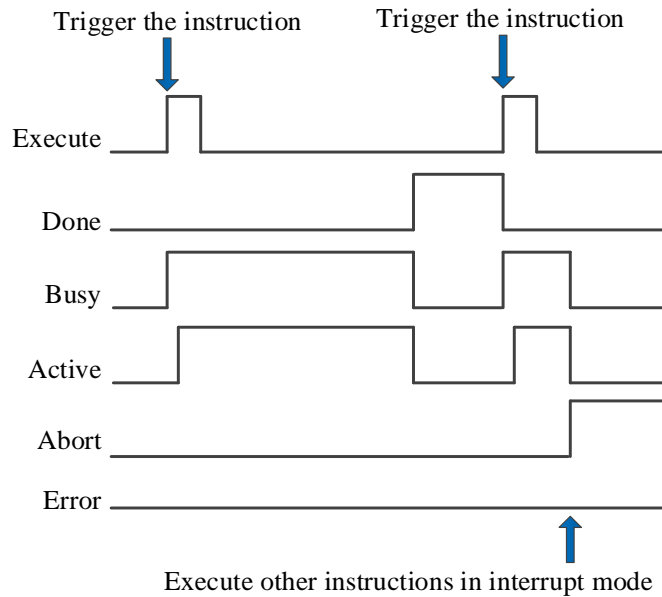 Trigger the instruction
Trigger the instruction
Execute
Done
Busy
Active
Abort
Error
Execute other instructions in interrupt mode